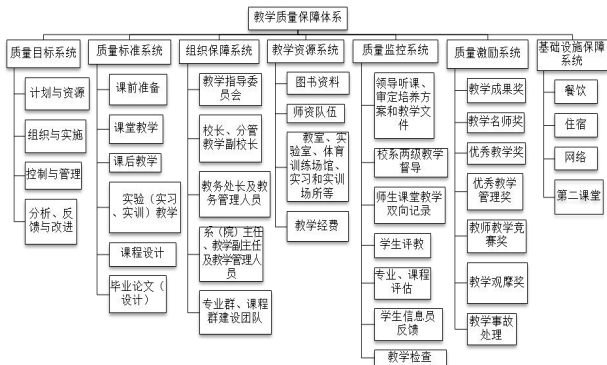 教学质量保障体系
质量目标系统
计划与资源
组织与实施
控制与管理
分析、反
馈与改进
质量标准系统
课前准备
课堂教学
课后教学
实验（实习
、实训）教学
课程设计
毕业论文（
设计）
组织保障系统
教学指导委
员会
校长、分管
教学副校长
教务处长及教
务管理人员
系（院）主任
、教学副主任
及教学管理人
员
专业群、课程
群建设团队
教学资源系统
图书资料
师资队伍
教室、实
验室、体育
训练场馆、
实习和实训
场所等
教学经费
质量监控系统
领导听课、
审定培养方
案和教学文
件
校系两级教学
督导
师生课堂教学
双向记录
学生评教
专业、课程
评估
学生信息员
反馈
教学检查
质量激励系统
教学成果奖
教学名师奖
优秀教学奖
优秀教学
管理奖
教师教学竞
赛奖
教学观摩奖
教学事故
处理
基础设施保障
系统
餐饮
住宿
网络
第二课堂